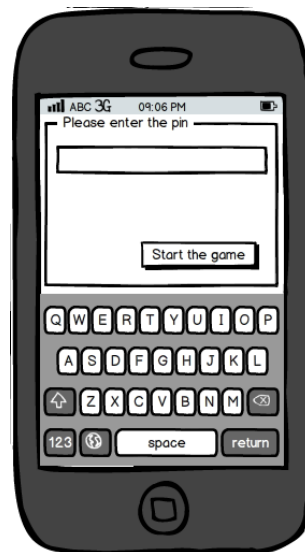 ABC 3G 09:06 PM
Please enter the pin
Start the game
Q W E R T Y U I O P
A S D F G H J K L
Z X C V B N M
123 space return